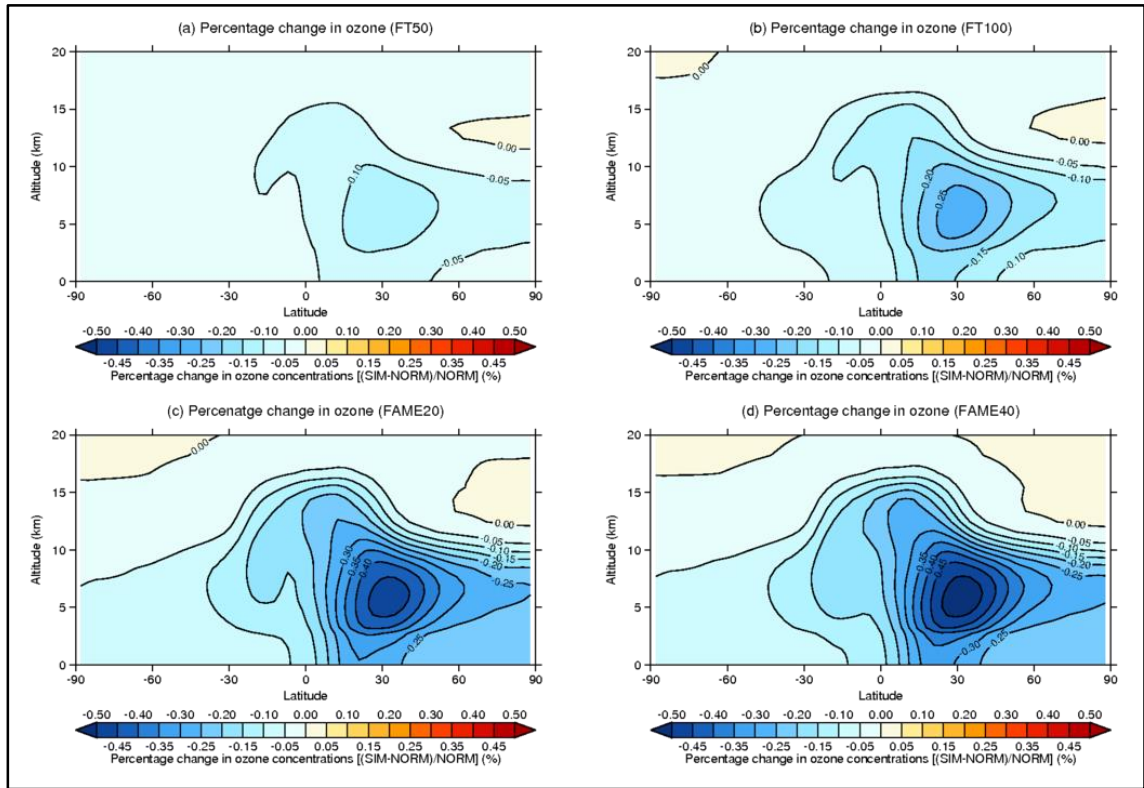 (a) Percentage change in ozone (FT50)
20
15
10
5
0
Altitude (km)
0.00
-0.05
-0.10
-0.05
-90 -60 -30 0 30 60 90
Latitude
-0.50 -0.40 -0.30 -0.20 -0.10 0.00 0.10 0.20 0.30 0.40 0.50
-0.45 -0.35 -0.25 -0.15 -0.05 0.05 0.15 0.25 0.35 0.45
Percentage change in ozone concentrations [(SIM-NORM)/NORM] (%)
(b) Percentage change in ozone (FT100)
20
15
10
5
0
Altitude (km)
0.00
0.00
-0.05
-0.10
-0.20
-0.25
-0.15
-0.10
-90 -60 -30 0 30 60 90
Latitude
-0.50 -0.40 -0.30 -0.20 -0.10 0.00 0.10 0.20 0.30 0.40 0.50
-0.45 -0.35 -0.25 -0.15 -0.05 0.05 0.15 0.25 0.35 0.45
Percentage change in ozone concentrations [(SIM-NORM)/NORM] (%)
(c) Percenatge change in ozone (FAME20)
20
15
10
5
0
Altitude (km)
0.00
0.00
-0.05
-0.10
-0.15
-0.20
-0.25
-0.30
-0.35
-0.40
-0.25
-90 -60 -30 0 30 60 90
Latitude
-0.50 -0.40 -0.30 -0.20 -0.10 0.00 0.10 0.20 0.30 0.40 0.50
-0.45 -0.35 -0.25 -0.15 -0.05 0.05 0.15 0.25 0.35 0.45
Percentage change in ozone concentrations [(SIM-NORM)/NORM] (%)
(d) Percentage change in ozone (FAME40)
20
15
10
5
0
Altitude (km)
0.00
-0.05
-0.10
-0.15
-0.20
-0.25
-0.35
-0.40
-0.45
-0.30
-90 -60 -30 0 30 60 90
Latitude
-0.50 -0.40 -0.30 -0.20 -0.10 0.00 0.10 0.20 0.30 0.40 0.50
-0.45 -0.35 -0.25 -0.15 -0.05 0.05 0.15 0.25 0.35 0.45
Percentage change in ozone concentrations [(SIM-NORM)/NORM] (%)